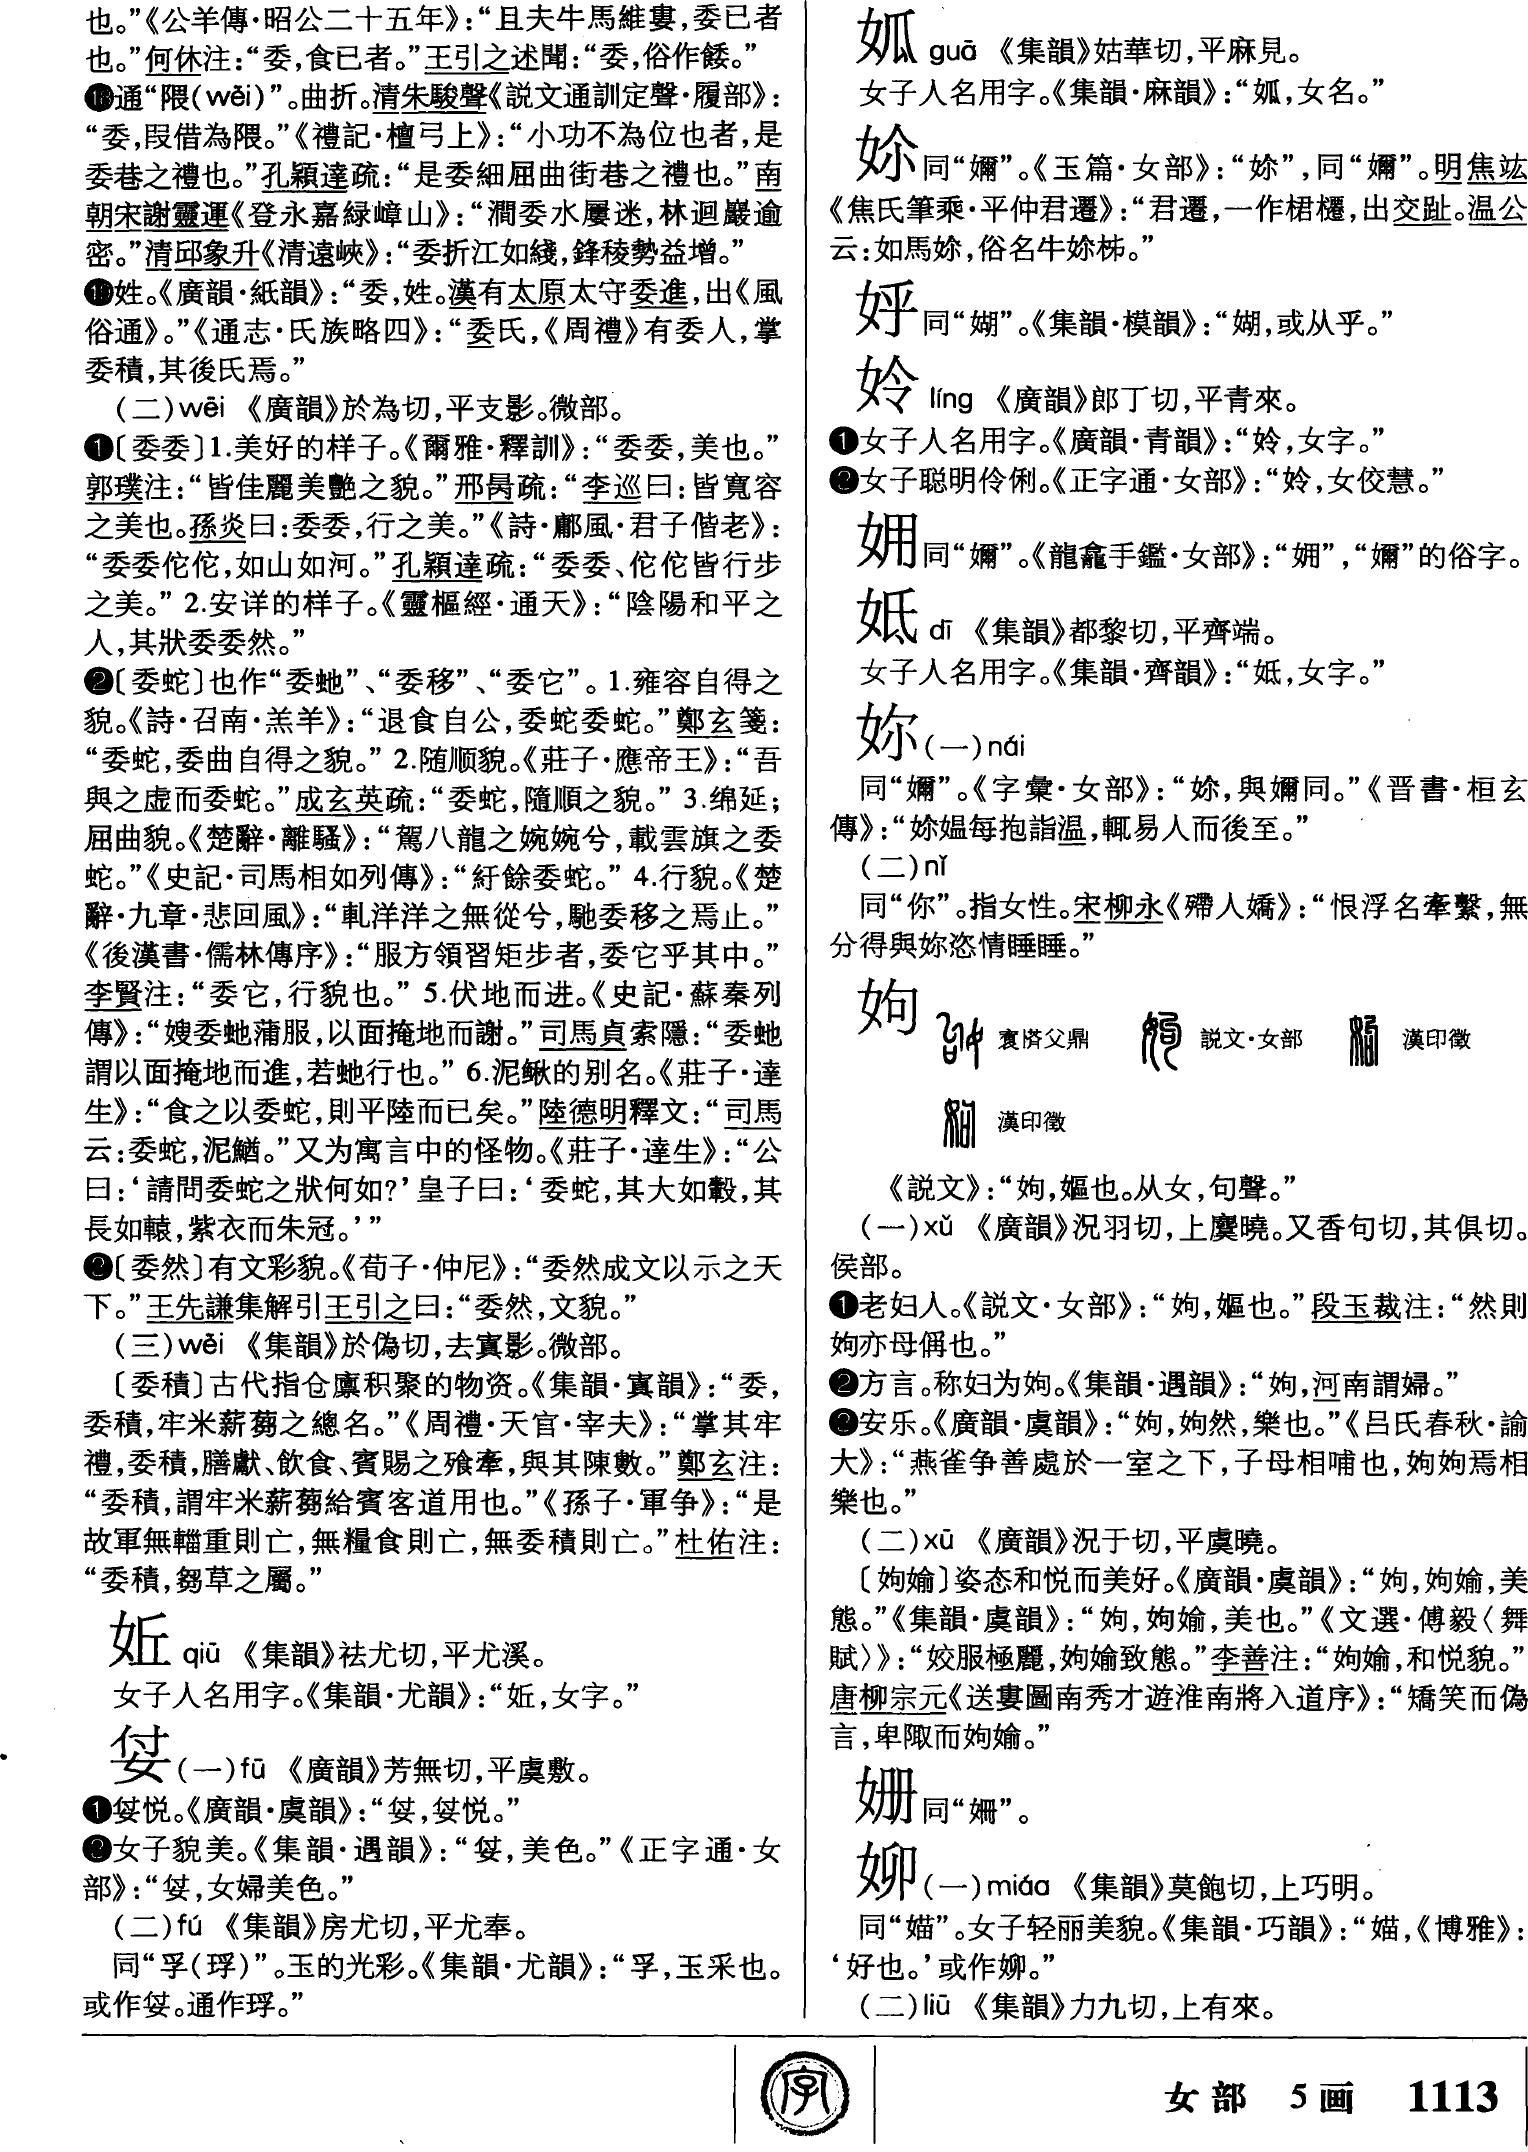 也。”《公羊傳·昭公二十五年》：“且夫牛馬維婁，委已者
也。”何休注：“委，食已者。”王引之述聞：“委，俗作餧。”
⓰通“隈(wēi)”。曲折。清朱駿聲《説文通訓定聲·履部》：
“委，叚借為隈。”《禮記·檀弓上》：“小功不為位也者，是
委巷之禮也。”孔穎達疏：“是委細屈曲街巷之禮也。”南
朝宋謝靈運《登永嘉緑嶂山》：“澗委水屢迷，林迴巖逾
密。”清邱象升《清遠峽》：“委折江如綫，鋒稜勢益增。”
姓。《廣韻·紙韻》：“委，姓。漢有太原太守委進，出《風
俗通》。”《通志·氏族略四》：“委氏，《周禮》有委人，掌
委積，其後氏焉。”
(二)wēi 《廣韻》於為切，平支影。微部。
❶〔委委〕1.美好的样子。《爾雅·釋訓》：“委委，美也。”
郭璞注：“皆佳麗美艷之貌。”邢昺疏：“李巡曰：皆寬容
之美也。孫炎曰：委委，行之美。”《詩·鄘風·君子偕老》：
“委委佗佗，如山如河。”孔穎達疏：“委委、佗佗皆行步
之美。” 2.安详的样子。《靈樞經·通天》：“陰陽和平之
人，其狀委委然。”
❷〔委蛇〕也作“委虵”、“委移”、“委它”。1.雍容自得之
貌。《詩·召南·羔羊》：“退食自公，委蛇委蛇。”鄭玄箋：
“委蛇，委曲自得之貌。” 2.随顺貌。《莊子·應帝王》：“吾
與之虚而委蛇。”成玄英疏：“委蛇，隨順之貌。” 3.绵延；
屈曲貌。《楚辭·離騷》：“駕八龍之婉婉兮，載雲旗之委
蛇。”《史記·司馬相如列傳》：“紆餘委蛇。” 4.行貌。《楚
辭·九章·悲回風》：“軋洋洋之無從兮，馳委移之焉止。”
《後漢書·儒林傳序》：“服方領習矩步者，委它乎其中。”
李賢注：“委它，行貌也。” 5.伏地而进。《史記·蘇秦列
傳》：“嫂委虵蒲服，以面掩地而謝。”司馬貞索隱：“委虵
謂以面掩地而進，若虵行也。” 6.泥鳅的别名。《莊子·達
生》：“食之以委蛇，則平陸而已矣。”陸德明釋文：“司馬
云：委蛇，泥鰌。”又为寓言中的怪物。《莊子·達生》：“公
曰：‘請問委蛇之狀何如？’皇子曰：‘委蛇，其大如轂，其
長如轅，紫衣而朱冠。’”
❸〔委然〕有文彩貌。《荀子·仲尼》：“委然成文以示之天
下。”王先謙集解引王引之曰：“委然，文貌。”
(三)wěi 《集韻》於偽切，去寘影。微部。
〔委積〕古代指仓廪积聚的物资。《集韻·寘韻》：“委，
委積，牢米薪芻之總名。”《周禮·天官·宰夫》：“掌其牢
禮，委積，膳獻、飲食、賓賜之飧牽，與其陳數。”鄭玄注：
“委積，謂牢米薪芻給賓客道用也。”《孫子·軍争》：“是
故軍無輜重則亡，無糧食則亡，無委積則亡。”杜佑注：
“委積，芻草之屬。”
㚱 qiū 《集韻》祛尤切，平尤溪。
女子人名用字。《集韻·尤韻》：“㚱，女字。”
㚕(一)fū 《廣韻》芳無切，平虞敷。
❶㚕悦。《廣韻·虞韻》：“㚕，㚕悦。”
❷女子貌美。《集韻·遇韻》：“㚕，美色。”《正字通·女
部》：“㚕，女婦美色。”
(二)fú 《集韻》房尤切，平尤奉。
同“孚(琈)”。玉的光彩。《集韻·尤韻》：“孚，玉采也。
或作㚕。通作琈。”
㚴 guā 《集韻》姑華切，平麻見。
女子人名用字。《集韻·麻韻》：“㚴，女名。”
妳同“嬭”。《玉篇·女部》：“妳”，同“嬭”。明焦竑
《焦氏筆乘·平仲君遷》：“君遷，一作桾櫏，出交趾。温公
云：如馬妳，俗名牛妳柹。”
㚰同“媩”。《集韻·模韻》：“媩，或从乎。”
姈 líng 《廣韻》郎丁切，平青來。
❶女子人名用字。《廣韻·青韻》：“姈，女字。”
❷女子聪明伶俐。《正字通·女部》：“姈，女佼慧。”
同“嬭”。《龍龕手鑑·女部》：“”，“嬭”的俗字。
妷 dī 《集韻》都黎切，平齊端。
女子人名用字。《集韻·齊韻》：“，女字。”
妳(一)nǎi
同“嬭”。《字彙·女部》：“妳，與嬭同。”《晋書·桓玄
傳》：“妳媪每抱詣温，輒易人而後至。”
(二)nǐ
同“你”。指女性。宋柳永《殢人嬌》：“恨浮名牽繫，無
分得與妳恣情睡睡。”
姁 㝨父鼎 説文·女部 漢印徵
漢印徵
《説文》：“姁，嫗也。从女，句聲。”
(一)xǔ 《廣韻》況羽切，上麌曉。又香句切，其俱切。
侯部。
❶老妇人。《説文·女部》：“姁，嫗也。”段玉裁注：“然則
姁亦母偁也。”
❷方言。称妇为姁。《集韻·遇韻》：“姁，河南謂婦。”
❸安乐。《廣韻·虞韻》：“姁，姁然，樂也。”《吕氏春秋·諭
大》：“燕雀争善處於一室之下，子母相哺也，姁姁焉相
樂也。”
(二)xū 《廣韻》況于切，平虞曉。
〔姁媮〕姿态和悦而美好。《廣韻·虞韻》：“姁，姁媮，美
態。”《集韻·虞韻》：“姁，姁媮，美也。”《文選·傅毅〈舞
賦〉》：“姣服極麗，姁媮致態。”李善注：“姁媮，和悦貌。”
唐柳宗元《送婁圖南秀才遊淮南將入道序》：“矯笑而偽
言，卑陬而姁媮。”
姗同“姍”。
㚹(一)miáo 《集韻》莫飽切，上巧明。
同“媌”。女子轻丽美貌。《集韻·巧韻》：“媌，《博雅》：
‘好也。’或作㚹。”
(二)liǔ 《集韻》力九切，上有來。
字
女部 5画 1113